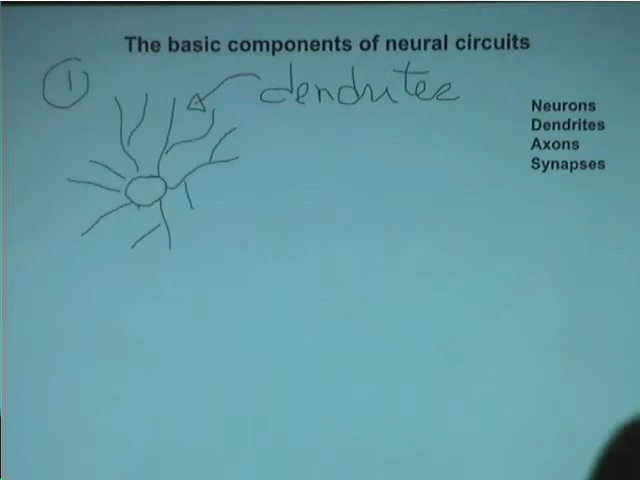 The basic components of neural circuits
1 dendrites
Neurons
Dendrites
Axons
Synapses